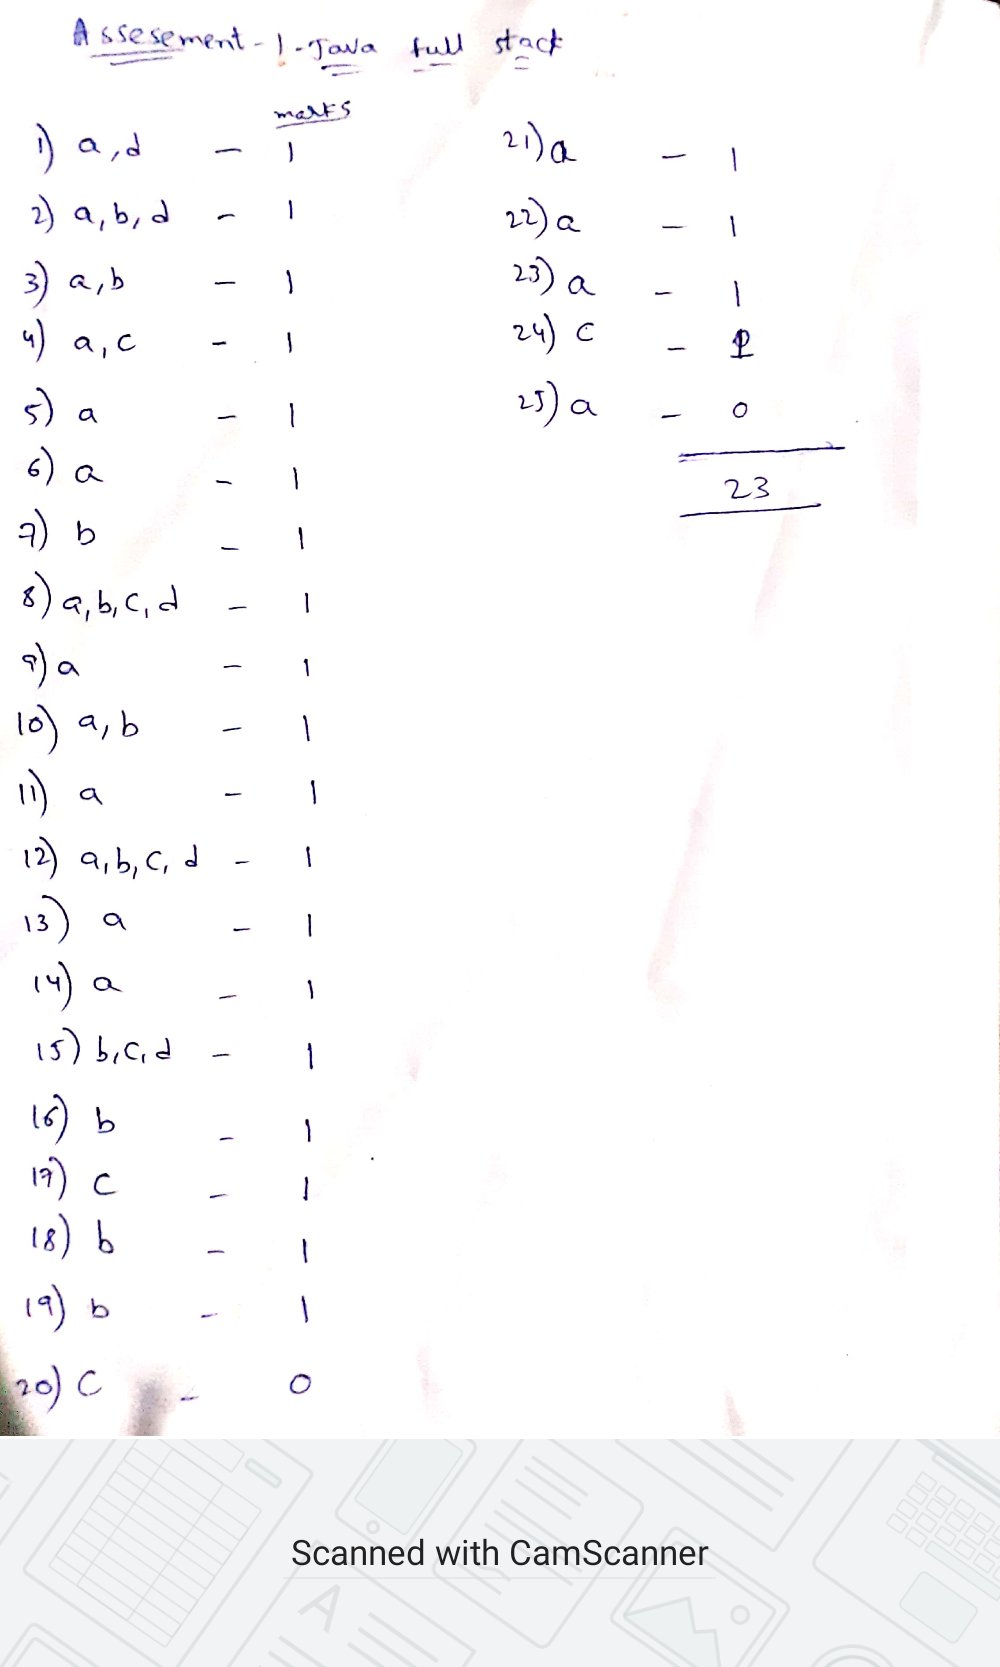 Assesement - 1 - Java full stack
marks
1) a, d - 1
2) a, b, d - 1
3) a, b - 1
4) a, c - 1
5) a - 1
6) a - 1
7) b - 1
8) a, b, c, d - 1
9) a - 1
10) a, b - 1
11) a - 1
12) a, b, c, d - 1
13) a - 1
14) a - 1
15) b, c, d - 1
16) b - 1
17) c - 1
18) b - 1
19) b - 1
20) c - 0
21) a - 1
22) a - 1
23) a - 1
24) c - 1
25) a - 0
23
Scanned with CamScanner